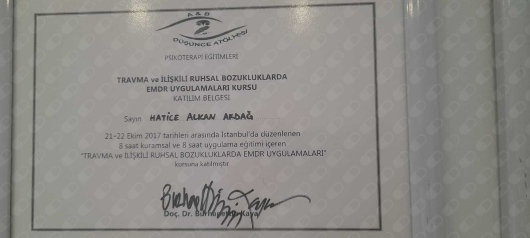 A & B
DÜŞÜNCE ATÖLYESİ
PSİKOTERAPİ EĞİTİMLERİ
TRAVMA ve İLİŞKİLİ RUHSAL BOZUKLUKLARDA
EMDR UYGULAMALARI KURSU
KATILIM BELGESİ
Sayın HATİCE ALKAN AKDAĞ
21-22 Ekim 2017 tarihleri arasında İstanbul'da düzenlenen
8 saat kuramsal ve 8 saat uygulama eğitimi içeren
"TRAVMA ve İLİŞKİLİ RUHSAL BOZUKLUKLARDA EMDR UYGULAMALARI"
kursuna katılmıştır
Doç. Dr. Burhanettin Kaya